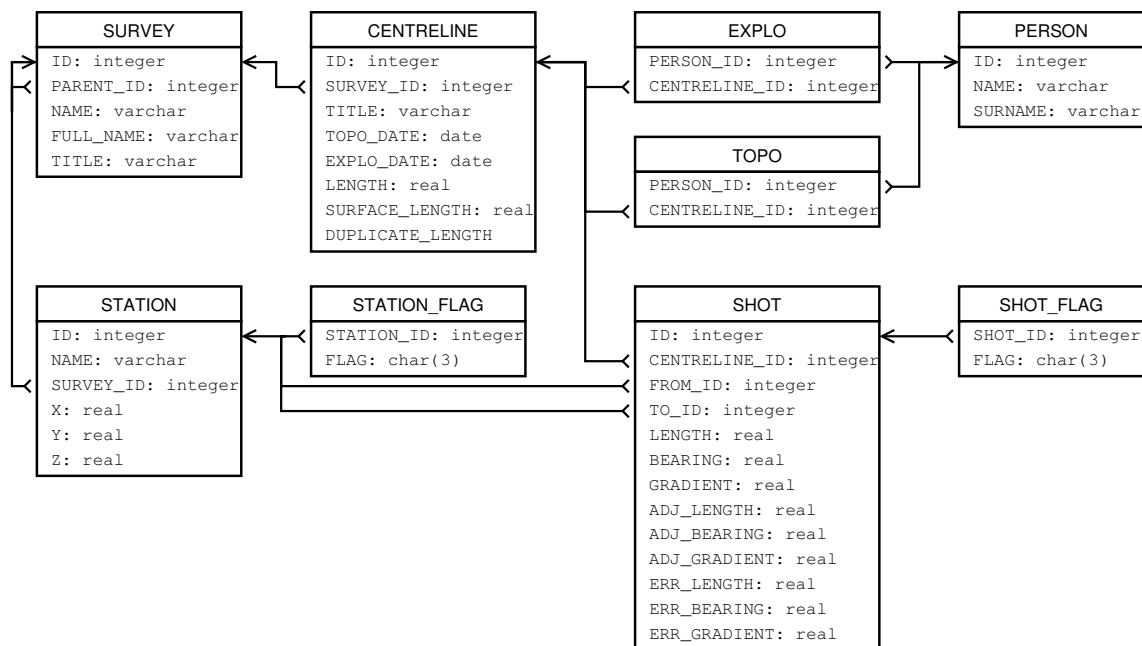 SURVEY
ID: integer
PARENT_ID: integer
NAME: varchar
FULL_NAME: varchar
TITLE: varchar
CENTRELINE
ID: integer
SURVEY_ID: integer
TITLE: varchar
TOPO_DATE: date
EXPLO_DATE: date
LENGTH: real
SURFACE_LENGTH: real
DUPLICATE_LENGTH
EXPLO
PERSON_ID: integer
CENTRELINE_ID: integer
PERSON
ID: integer
NAME: varchar
SURNAME: varchar
TOPO
PERSON_ID: integer
CENTRELINE_ID: integer
STATION
ID: integer
NAME: varchar
SURVEY_ID: integer
X: real
Y: real
Z: real
STATION_FLAG
STATION_ID: integer
FLAG: char(3)
SHOT
ID: integer
CENTRELINE_ID: integer
FROM_ID: integer
TO_ID: integer
LENGTH: real
BEARING: real
GRADIENT: real
ADJ_LENGTH: real
ADJ_BEARING: real
ADJ_GRADIENT: real
ERR_LENGTH: real
ERR_BEARING: real
ERR_GRADIENT: real
SHOT_FLAG
SHOT_ID: integer
FLAG: char(3)